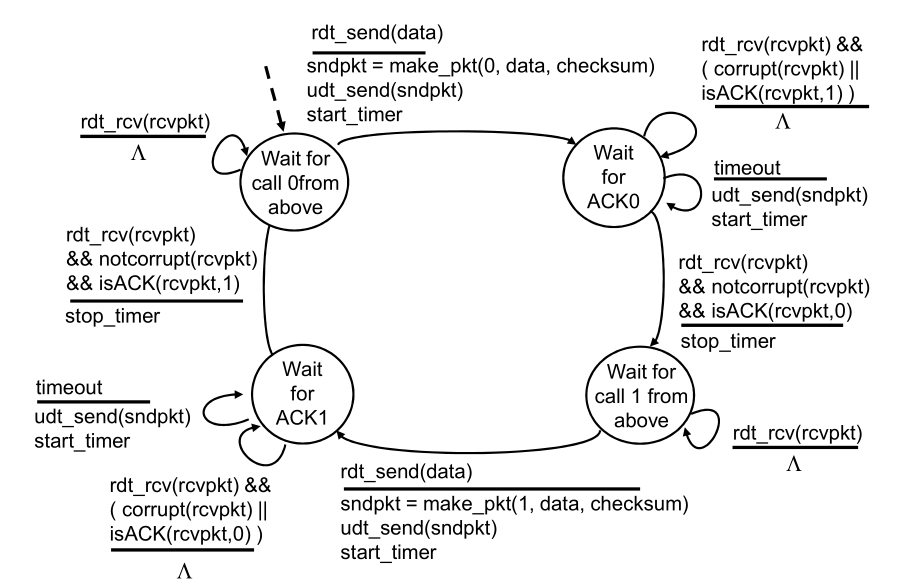 rdt_send(data)
sndpkt = make_pkt(0, data, checksum)
udt_send(sndpkt)
start_timer
rdt_rcv(rcvpkt) &&
( corrupt(rcvpkt) ||
isACK(rcvpkt,1) )
Λ
rdt_rcv(rcvpkt)
Λ
Wait for
call 0from
above
Wait
for
ACK0
timeout
udt_send(sndpkt)
start_timer
rdt_rcv(rcvpkt)
&& notcorrupt(rcvpkt)
&& isACK(rcvpkt,1)
stop_timer
rdt_rcv(rcvpkt)
&& notcorrupt(rcvpkt)
&& isACK(rcvpkt,0)
stop_timer
timeout
udt_send(sndpkt)
start_timer
Wait
for
ACK1
Wait for
call 1 from
above
rdt_rcv(rcvpkt)
Λ
rdt_rcv(rcvpkt) &&
( corrupt(rcvpkt) ||
isACK(rcvpkt,0) )
Λ
rdt_send(data)
sndpkt = make_pkt(1, data, checksum)
udt_send(sndpkt)
start_timer